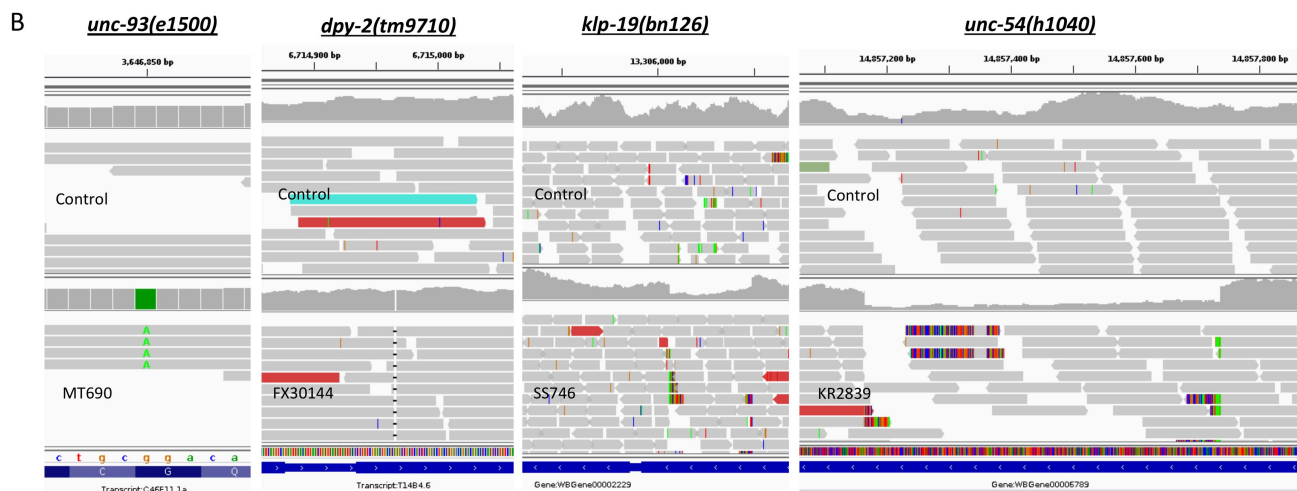 B
unc-93(e1500)
dpy-2(tm9710)
klp-19(bn126)
unc-54(h1040)
3,646,850 bp
6,714,900 bp
6,715,000 bp
13,306,000 bp
14,857,200 bp
14,857,400 bp
14,857,600 bp
14,857,800 bp
Control
Control
Control
Control
A
A
A
A
MT690
FX30144
SS746
KR2839
c t g c g g a c a
C G Q
Transcript:C46F11.1a
Transcript:T14B4.6
Gene:WBGene00002229
Gene:WBGene00006789